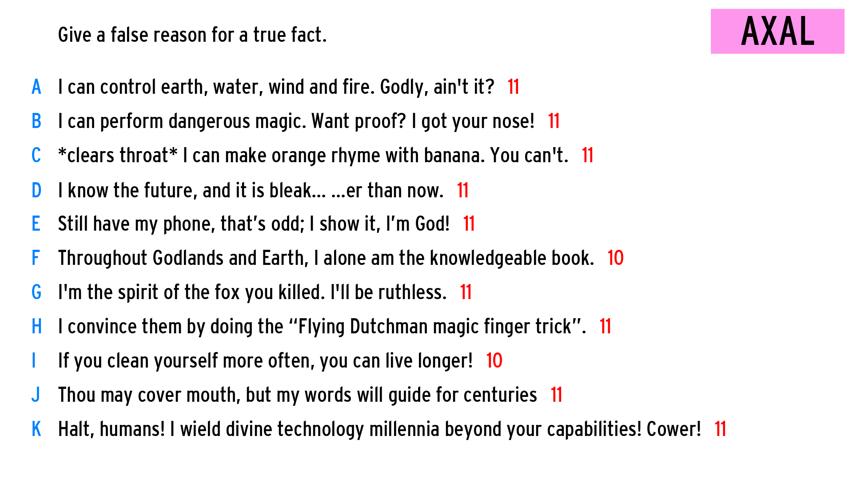 Give a false reason for a true fact.
AXAL
A I can control earth, water, wind and fire. Godly, ain't it? 11
B I can perform dangerous magic. Want proof? I got your nose! 11
C *clears throat* I can make orange rhyme with banana. You can't. 11
D I know the future, and it is bleak... ...er than now. 11
E Still have my phone, that’s odd; I show it, I’m God! 11
F Throughout Godlands and Earth, I alone am the knowledgeable book. 10
G I'm the spirit of the fox you killed. I'll be ruthless. 11
H I convince them by doing the “Flying Dutchman magic finger trick”. 11
I If you clean yourself more often, you can live longer! 10
J Thou may cover mouth, but my words will guide for centuries 11
K Halt, humans! I wield divine technology millennia beyond your capabilities! Cower! 11